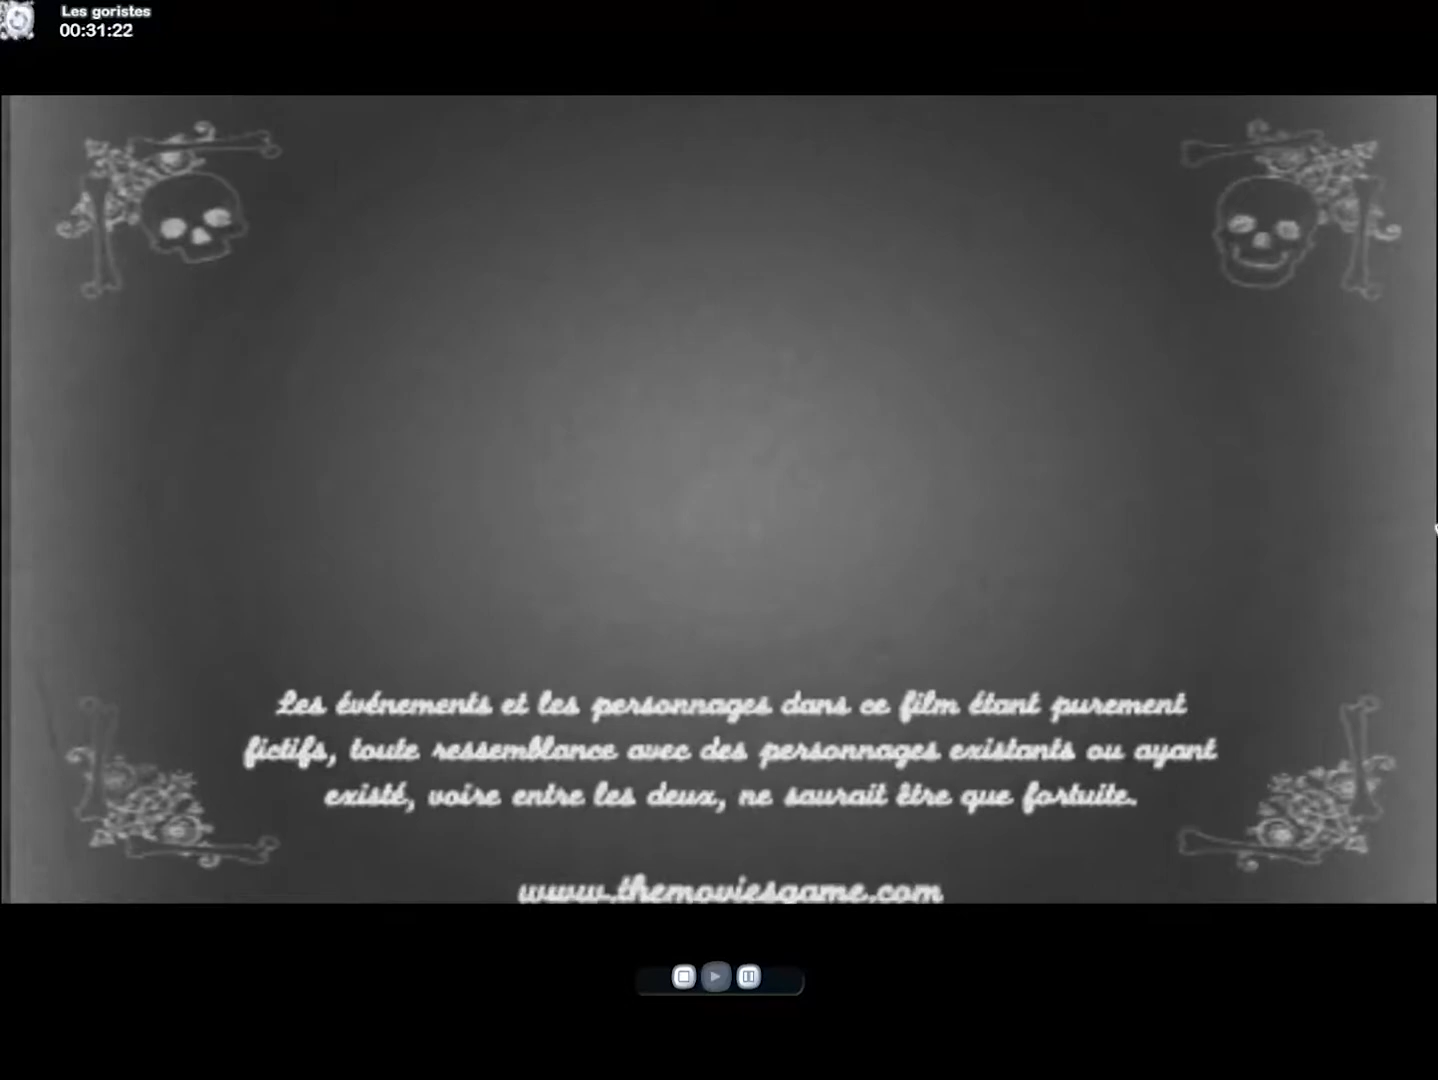 Les goristes
00:31:22
Les événements et les personnages dans ce film étant purement
fictifs, toute ressemblance avec des personnages existants ou ayant
existé, voire entre les deux, ne saurait être que fortuite.
www.themoviesgame.com